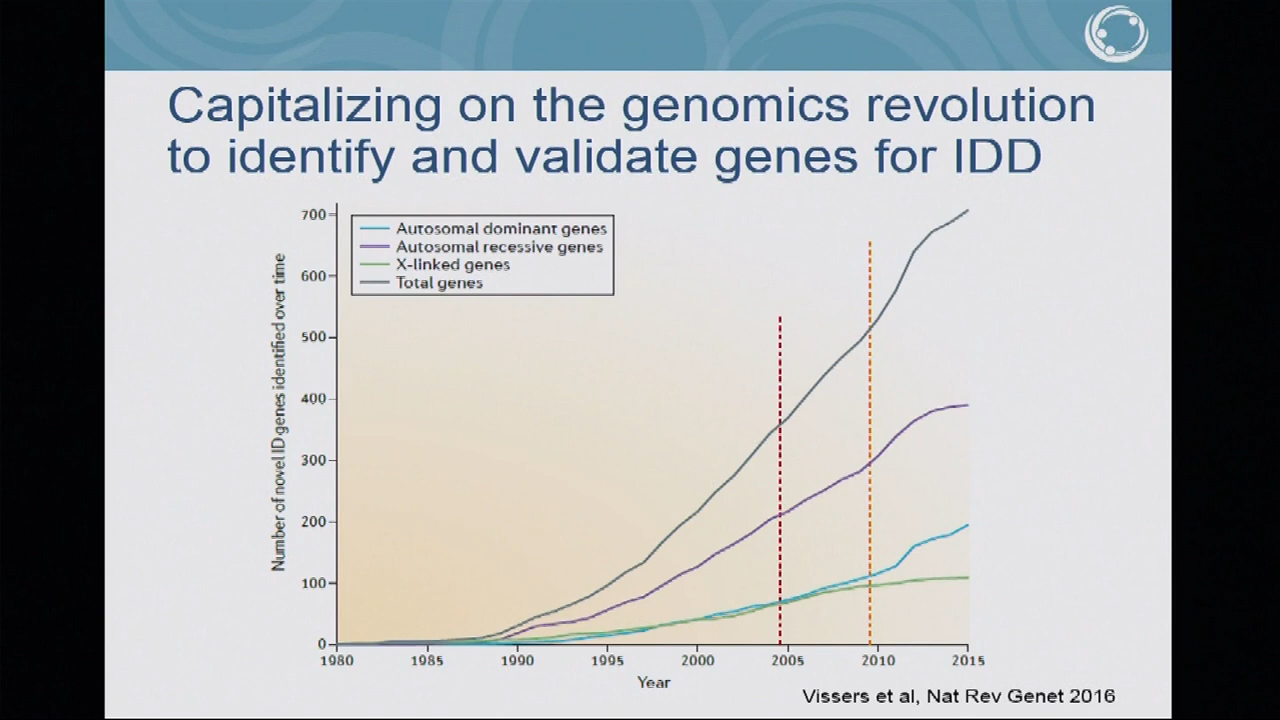 Capitalizing on the genomics revolution
to identify and validate genes for IDD
Number of novel ID genes identified over time
700
600
500
400
300
200
100
0
Autosomal dominant genes
Autosomal recessive genes
X-linked genes
Total genes
1980 1985 1990 1995 2000 2005 2010 2015
Year
Vissers et al, Nat Rev Genet 2016